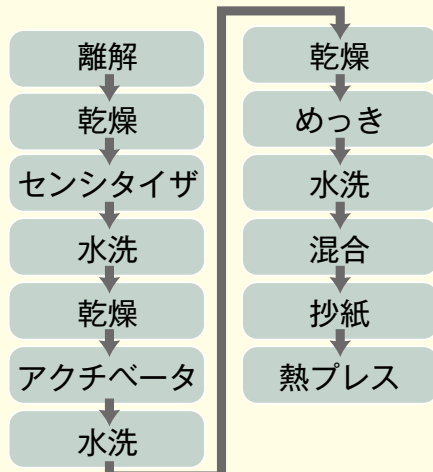 離解
乾燥
センシタイザ
水洗
乾燥
アクチベータ
水洗
乾燥
めっき
水洗
混合
抄紙
熱プレス